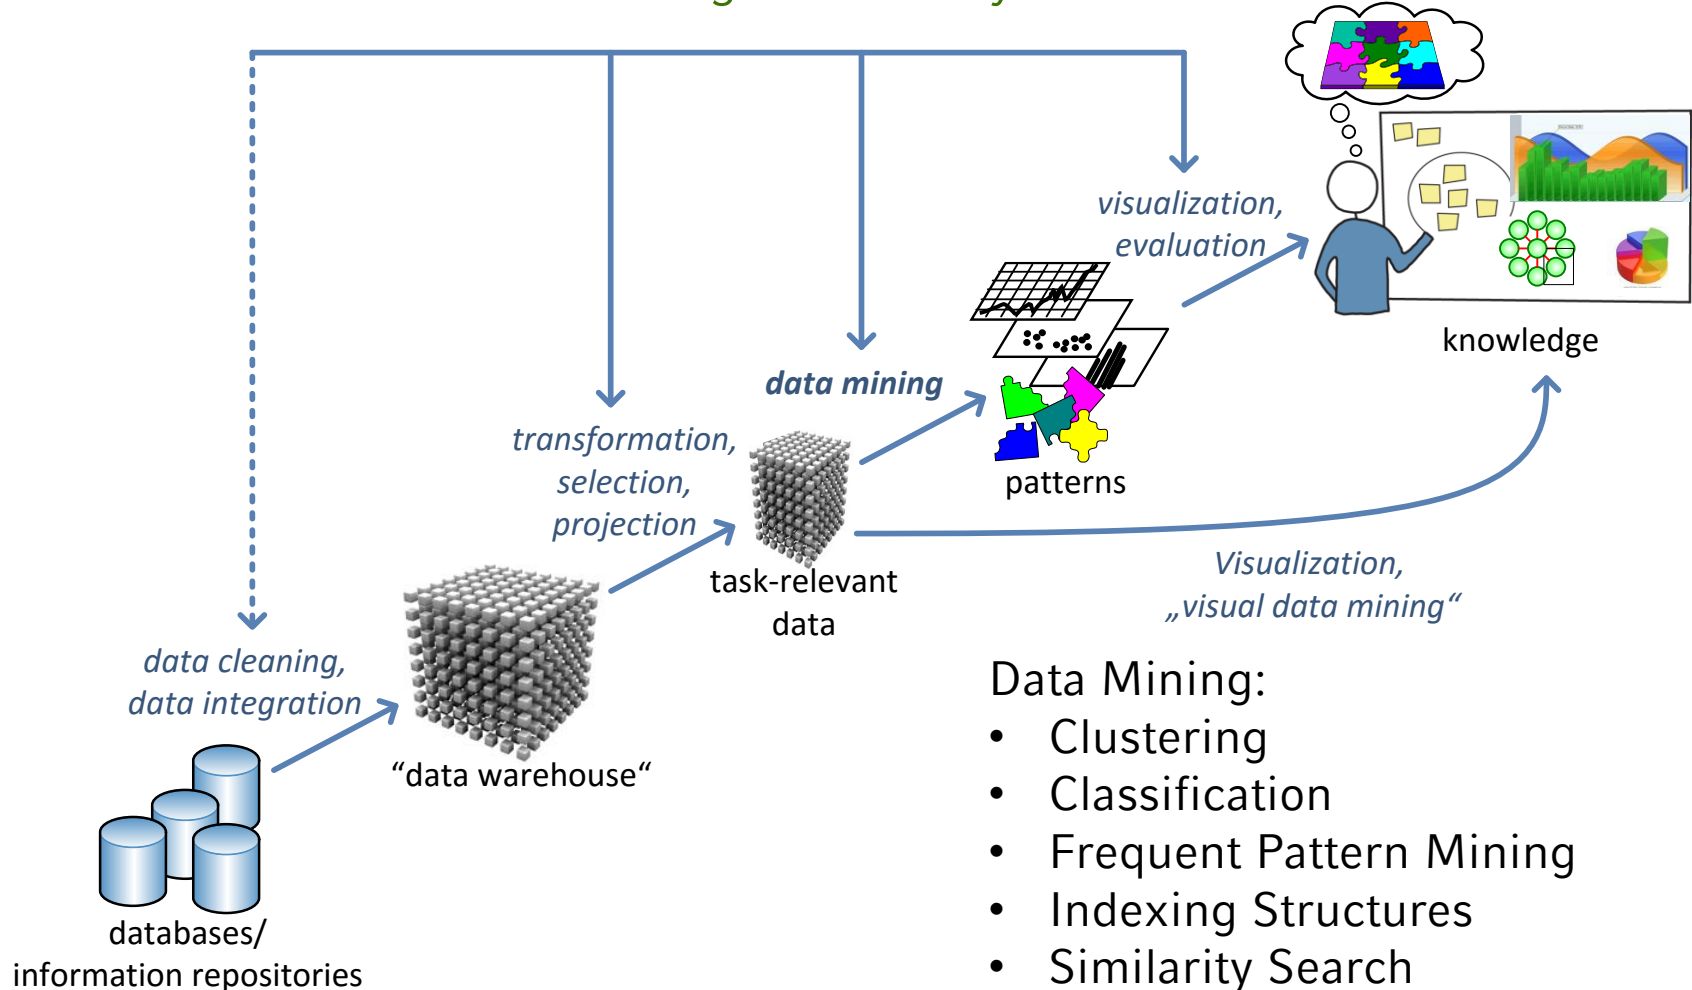 visualization,
evaluation
knowledge
data mining
transformation,
selection,
projection
patterns
task-relevant
data
Visualization,
„visual data mining“
data cleaning,
data integration
“data warehouse“
databases/
information repositories
Data Mining:
• Clustering
• Classification
• Frequent Pattern Mining
• Indexing Structures
• Similarity Search